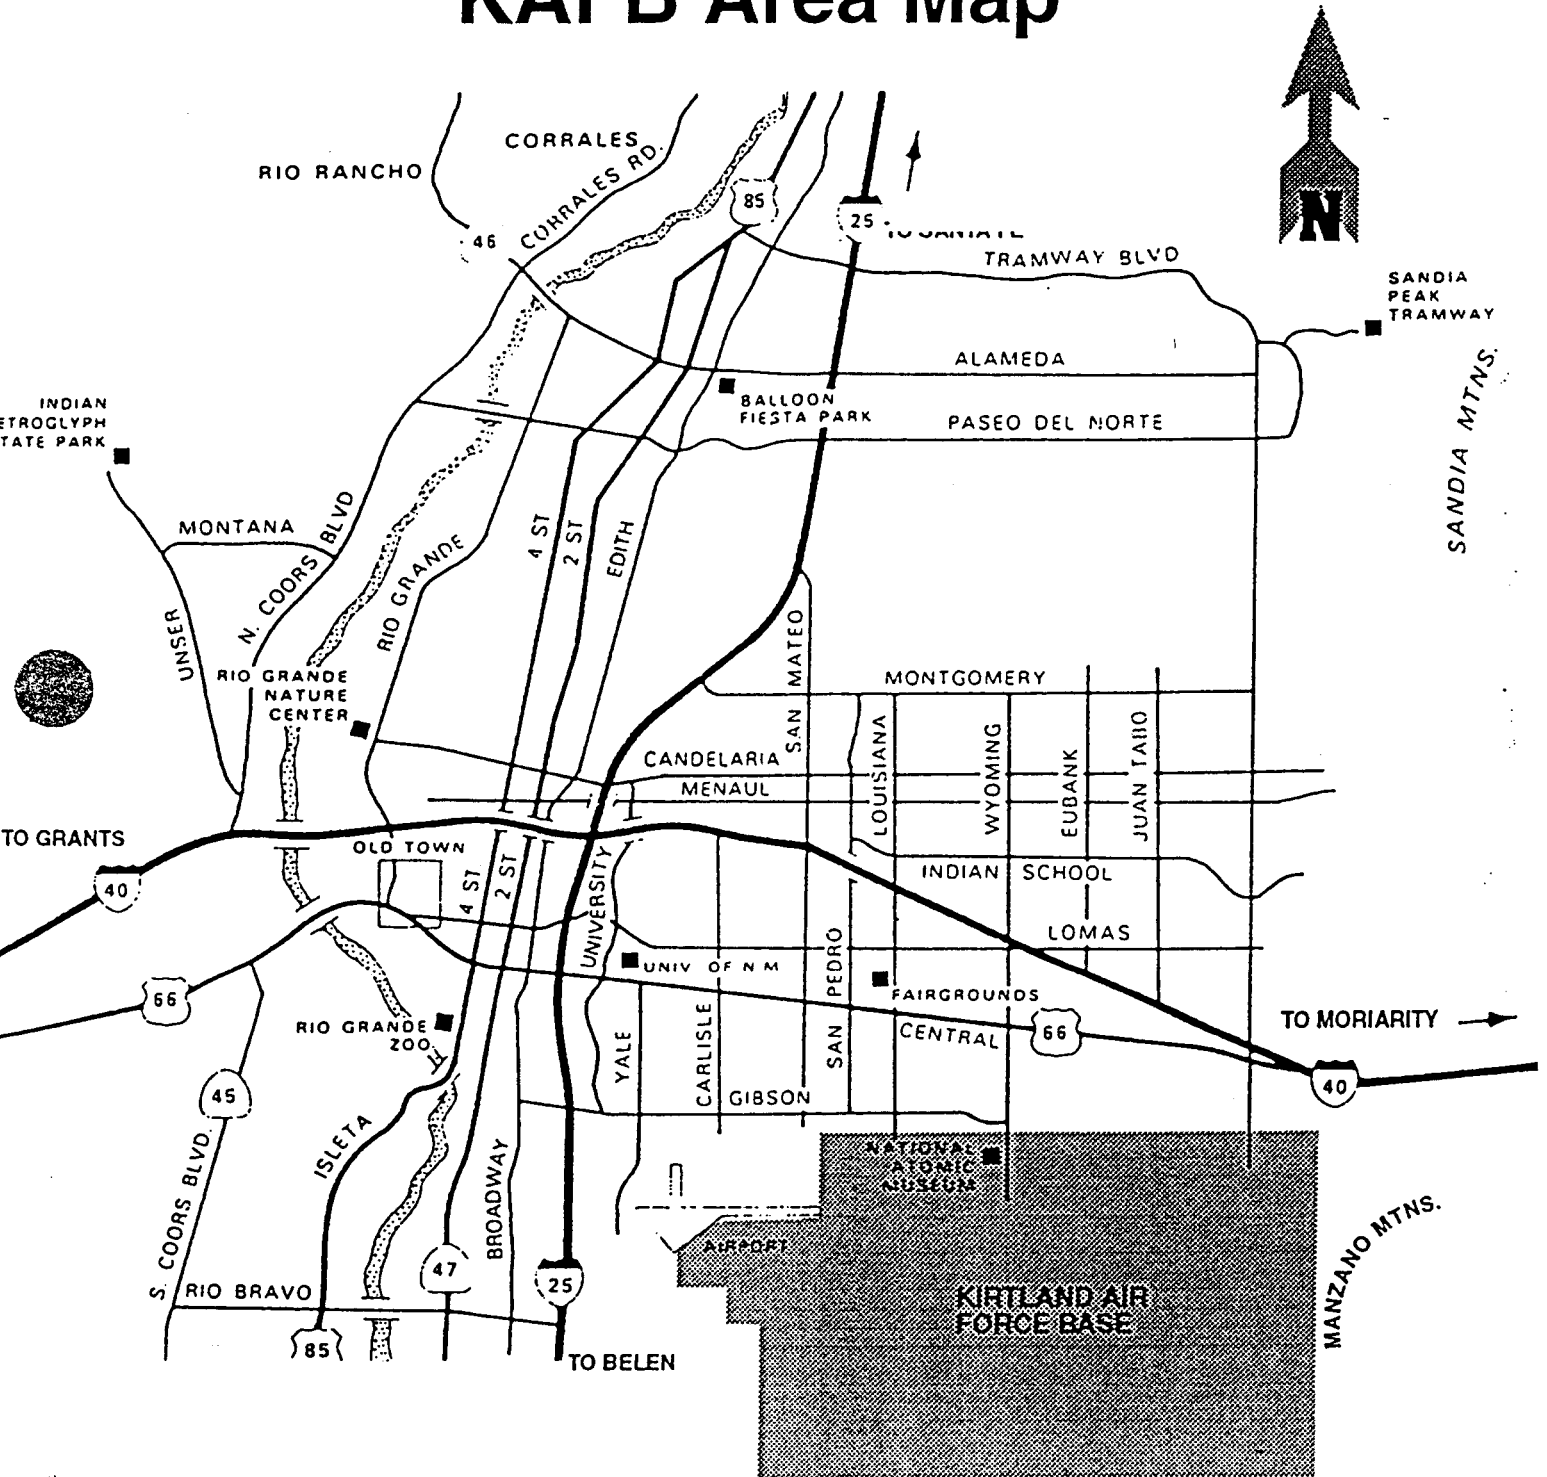 KAFB Area Map
N
CORRALES
RIO RANCHO
CORRALES RD.
85
46
25
TRAMWAY BLVD
SANDIA
PEAK
TRAMWAY
ALAMEDA
BALLOON
FIESTA PARK
PASEO DEL NORTE
SANDIA MTNS.
INDIAN
ETROGLYPH
TATE PARK
MONTANA
N. COORS BLVD
UNSER
RIO GRANDE
4 ST
2 ST
EDITH
RIO GRANDE
NATURE
CENTER
SAN MATEO
MONTGOMERY
CANDELARIA
MENAUL
LOUISIANA
WYOMING
EUBANK
JUAN TABO
TO GRANTS
40
OLD TOWN
4 ST
2 ST
UNIVERSITY
INDIAN SCHOOL
LOMAS
UNIV OF N M
SAN PEDRO
FAIRGROUNDS
66
RIO GRANDE
ZOO
YALE
CARLISLE
CENTRAL
66
TO MORIARITY
40
45
GIBSON
ISLETA
S. COORS BLVD.
BROADWAY
NATIONAL
ATOMIC
MUSEUM
AIRPORT
47
25
RIO BRAVO
85
TO BELEN
KIRTLAND AIR
FORCE BASE
MANZANO MTNS.